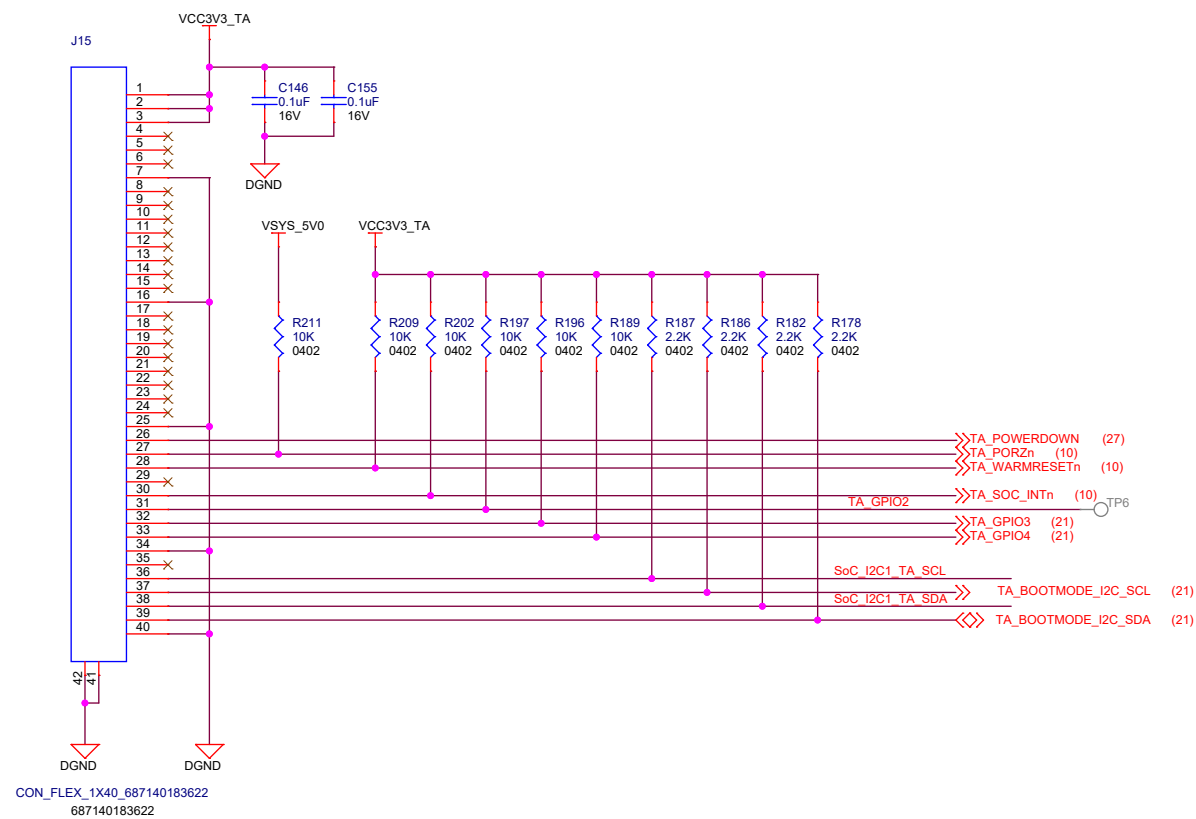 VCC3V3_TA
J15
C146
0.1uF
16V
C155
0.1uF
16V
DGND
1
2
3
4
5
6
7
8
9
10
11
12
13
14
15
16
17
18
19
20
21
22
23
24
25
26
27
28
29
30
31
32
33
34
35
36
37
38
39
40
42
41
VSYS_5V0
VCC3V3_TA
R211
10K
0402
R209
10K
0402
R202
10K
0402
R197
10K
0402
R196
10K
0402
R189
10K
0402
R187
2.2K
0402
R186
2.2K
0402
R182
2.2K
0402
R178
2.2K
0402
TA_POWERDOWN (27)
TA_PORZn (10)
TA_WARMRESETn (10)
TA_SOC_INTn (10)
TA_GPIO2
TP6
TA_GPIO3 (21)
TA_GPIO4 (21)
SoC_I2C1_TA_SCL
TA_BOOTMODE_I2C_SCL (21)
SoC_I2C1_TA_SDA
TA_BOOTMODE_I2C_SDA (21)
DGND
DGND
CON_FLEX_1X40_687140183622
687140183622